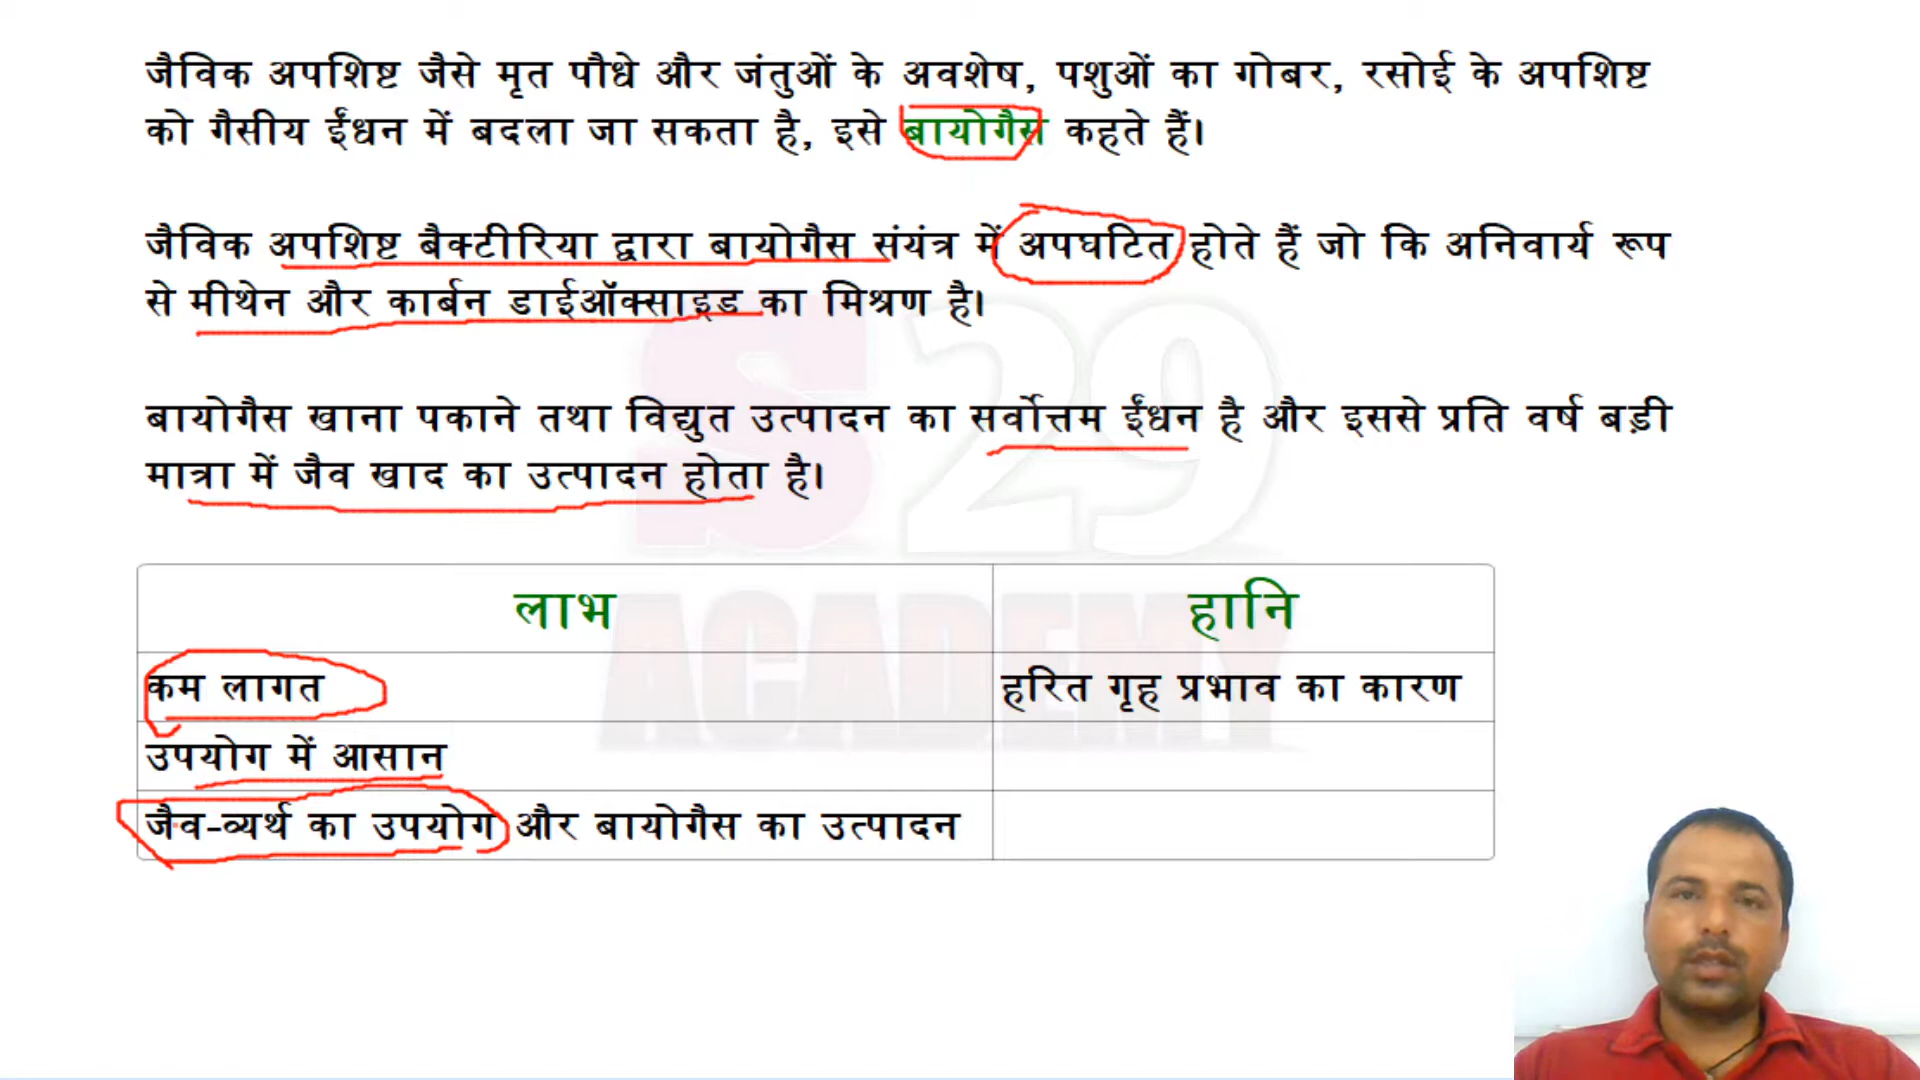 जैविक अपशिष्ट जैसे मृत पौधे और जंतुओं के अवशेष, पशुओं का गोबर, रसोई के अपशिष्ट
को गैसीय ईंधन में बदला जा सकता है, इसे बायोगैस कहते हैं।
जैविक अपशिष्ट बैक्टीरिया द्वारा बायोगैस संयंत्र में अपघटित होते हैं जो कि अनिवार्य रूप
से मीथेन और कार्बन डाईऑक्साइड का मिश्रण है।
बायोगैस खाना पकाने तथा विद्युत उत्पादन का सर्वोत्तम ईंधन है और इससे प्रति वर्ष बड़ी
मात्रा में जैव खाद का उत्पादन होता है।
S29
ACADEMY
लाभ हानि
कम लागत हरित गृह प्रभाव का कारण
उपयोग में आसान
जैव-व्यर्थ का उपयोग और बायोगैस का उत्पादन